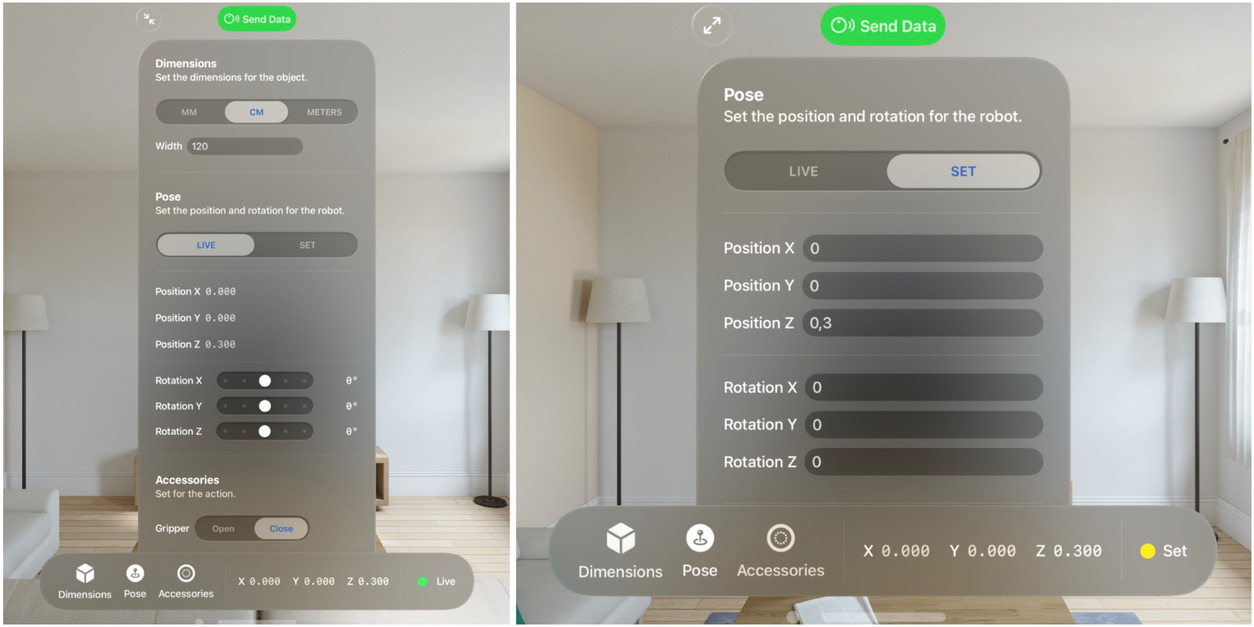 Send Data
Dimensions
Set the dimensions for the object.
MM CM METERS
Width 120
Pose
Set the position and rotation for the robot.
LIVE SET
Position X 0.000
Position Y 0.000
Position Z 0.300
Rotation X 0°
Rotation Y 0°
Rotation Z 0°
Accessories
Set for the action.
Gripper Open Close
Dimensions Pose Accessories X 0.000 Y 0.000 Z 0.300 Live
Send Data
Pose
Set the position and rotation for the robot.
LIVE SET
Position X 0
Position Y 0
Position Z 0,3
Rotation X 0
Rotation Y 0
Rotation Z 0
Dimensions Pose Accessories X 0.000 Y 0.000 Z 0.300 Set